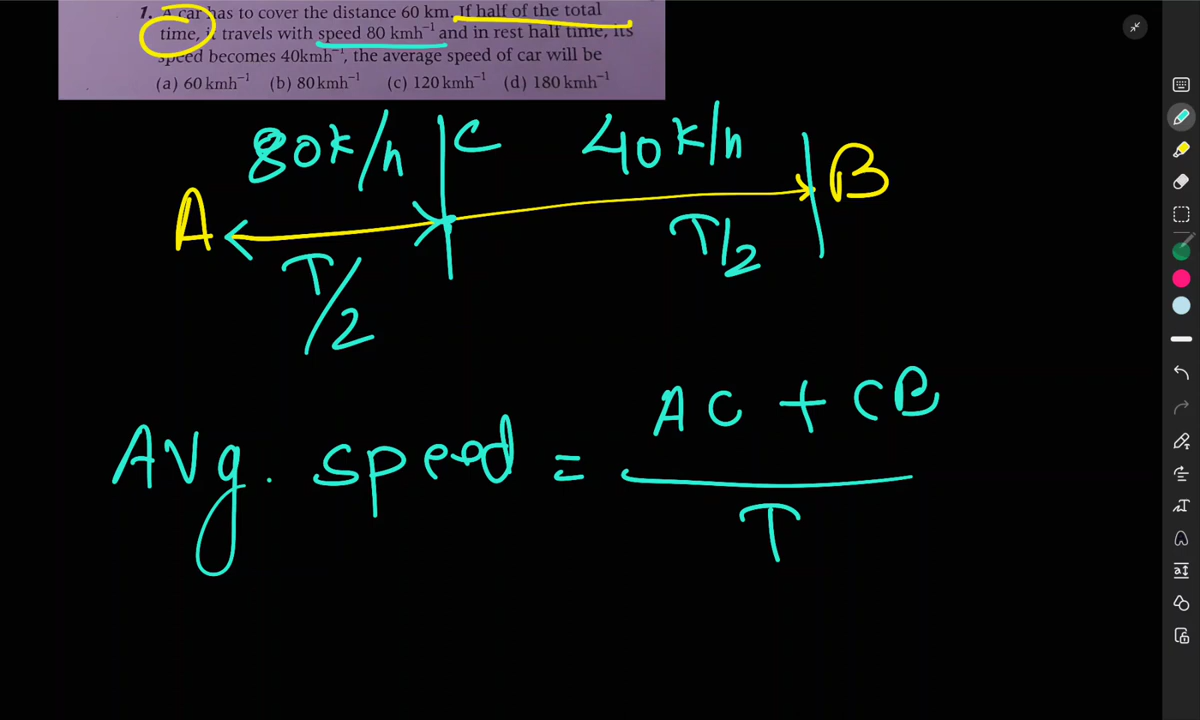 1. A car has to cover the distance 60 km. If half of the total
time, it travels with speed 80 kmh⁻¹ and in rest half time, its
speed becomes 40kmh⁻¹, the average speed of car will be
(a) 60 kmh⁻¹ (b) 80 kmh⁻¹ (c) 120 kmh⁻¹ (d) 180 kmh⁻¹
80k/h C 40k/h B
A T/2 T/2
AC + CB
Avg. speed = 
T